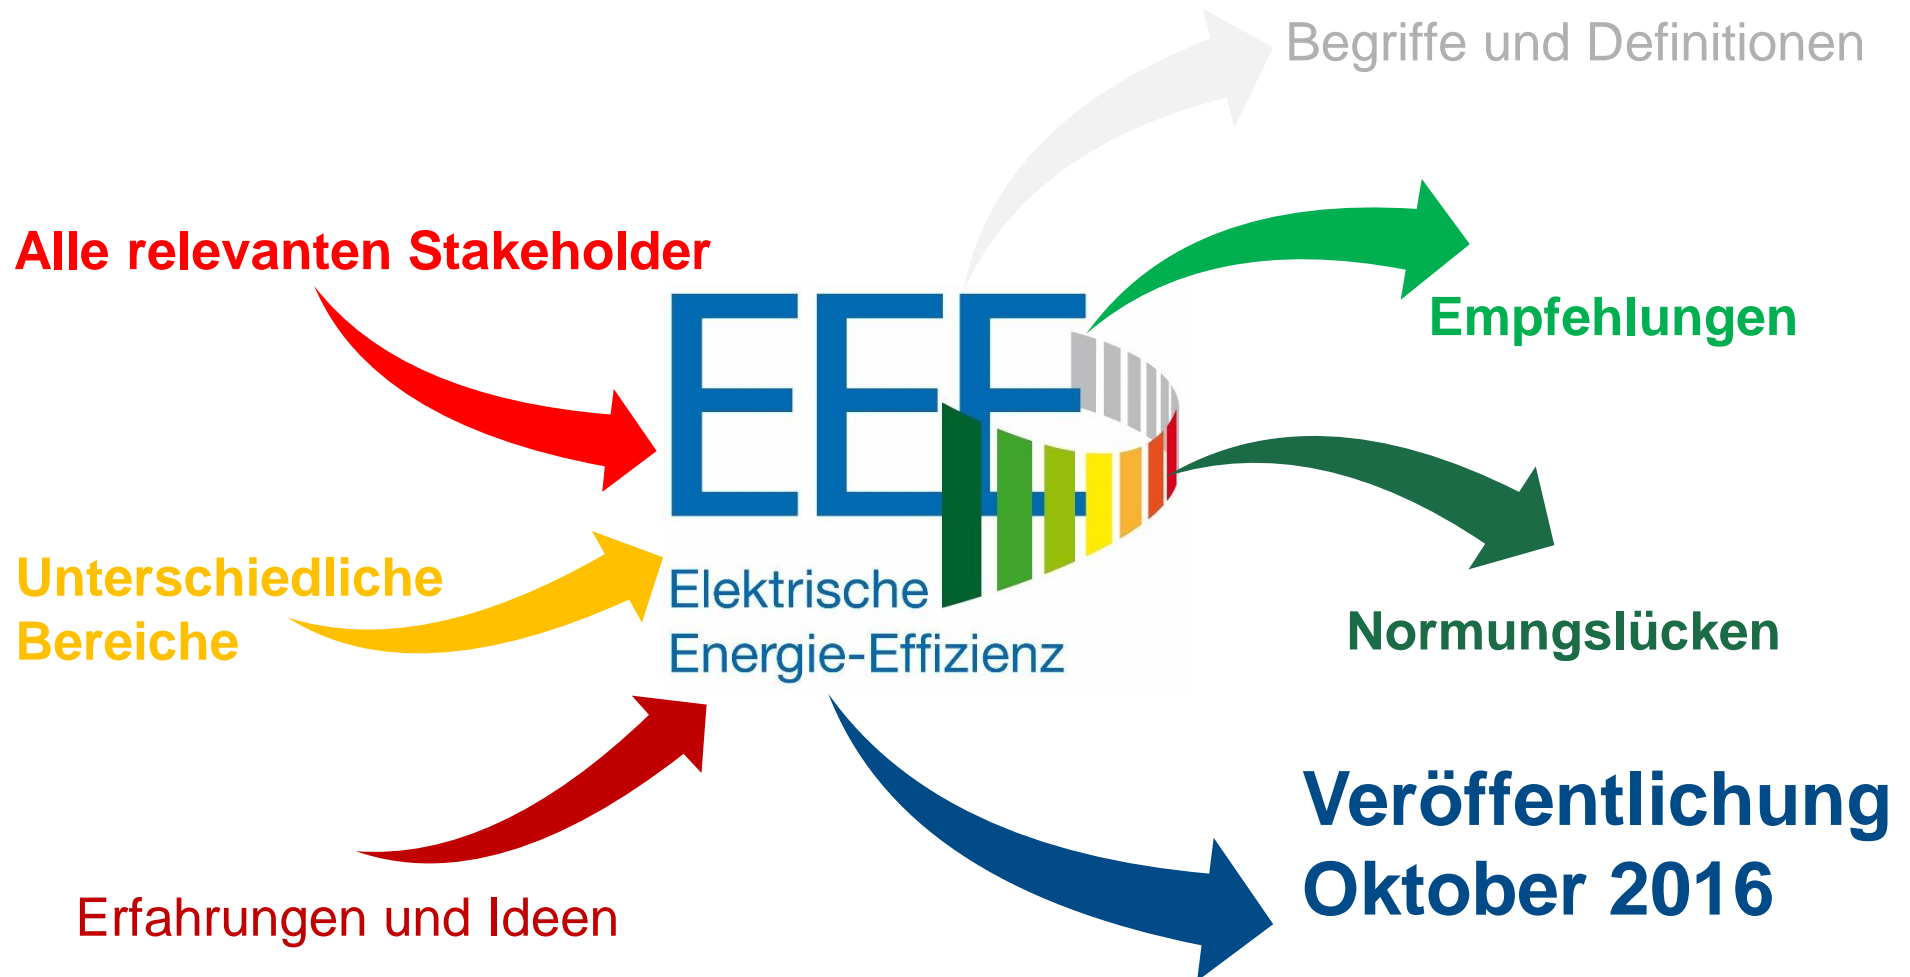 Begriffe und Definitionen
Alle relevanten Stakeholder
Empfehlungen
EEE
Elektrische
Energie-Effizienz
Unterschiedliche
Bereiche
Normungslücken
Erfahrungen und Ideen
Veröffentlichung
Oktober 2016